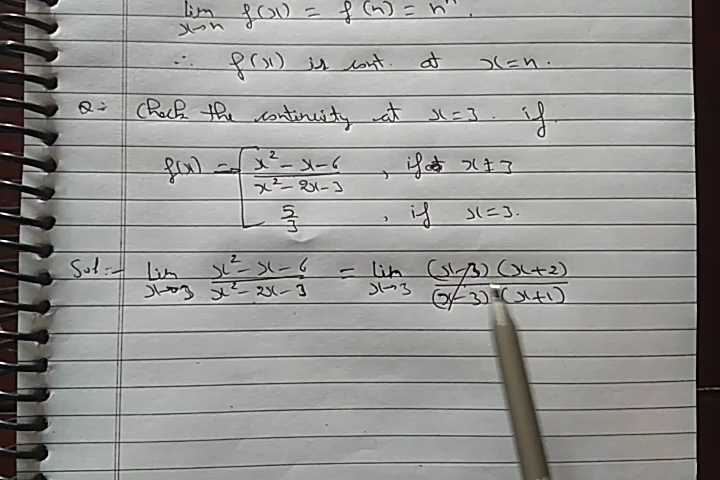 lim f(x) = f(n) = nⁿ.
x→n
∴ f(x) is cont. at x=n.
Q:- Check the continuity at x=3. if
f(x) = [ (x²-x-6)/(x²-2x-3) , if x≠3
5/3 , if x=3.
Sol:- lim x→3 (x²-x-6)/(x²-2x-3) = lim x→3 (x-3)(x+2)/(x-3)(x+1)